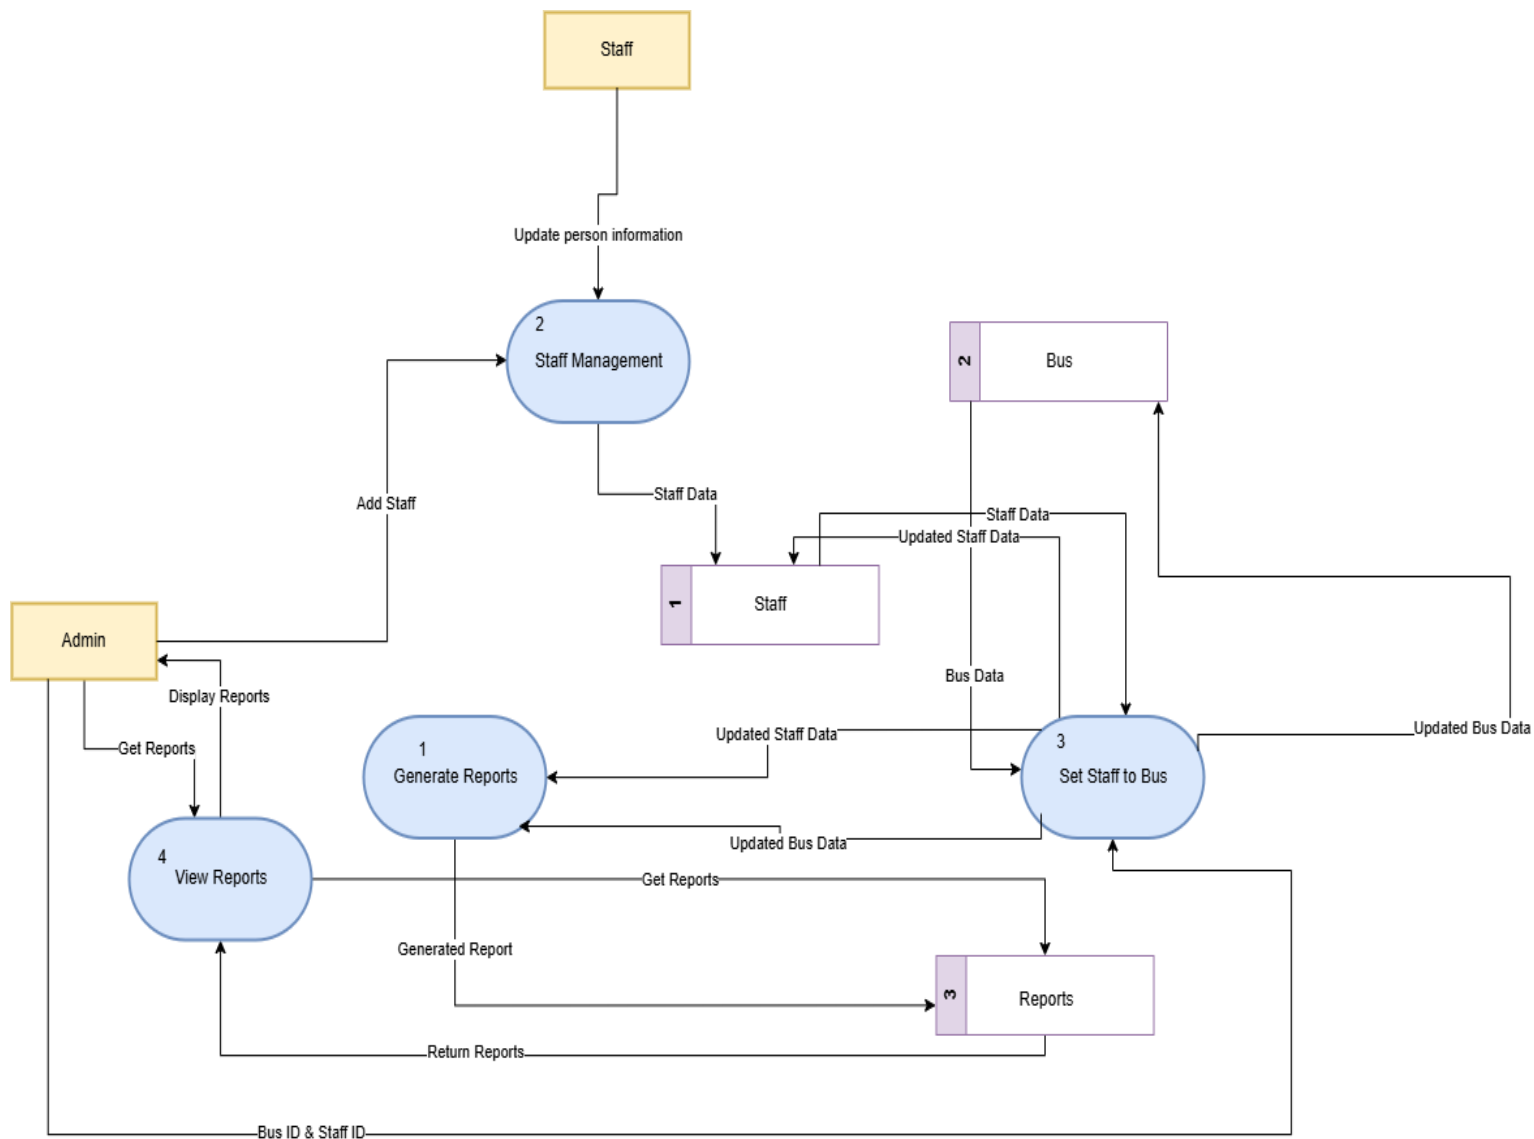 Staff
Update person information
2
Staff Management
2
Bus
Add Staff
Staff Data
Staff Data
Updated Staff Data
1
Staff
Admin
Display Reports
Bus Data
Get Reports
Updated Staff Data
Updated Bus Data
1
Generate Reports
3
Set Staff to Bus
Updated Bus Data
4
View Reports
Get Reports
Generated Report
3
Reports
Return Reports
Bus ID & Staff ID